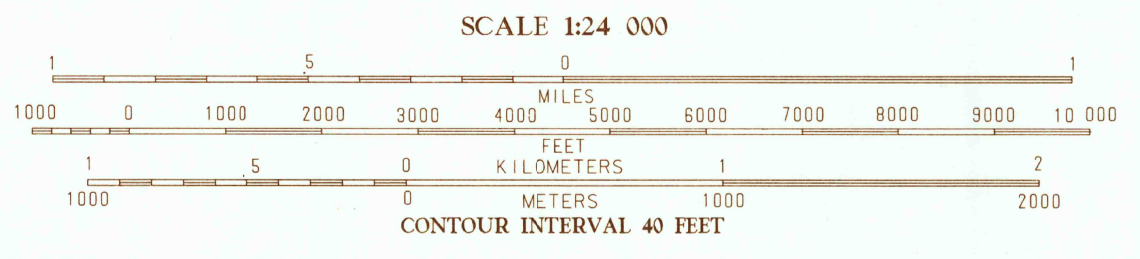 SCALE 1:24 000
1 .5 0 1
MILES
1000 0 1000 2000 3000 4000 5000 6000 7000 8000 9000 10 000
FEET
1 .5 0 KILOMETERS 1 2
1000 0 METERS 1000 2000
CONTOUR INTERVAL 40 FEET